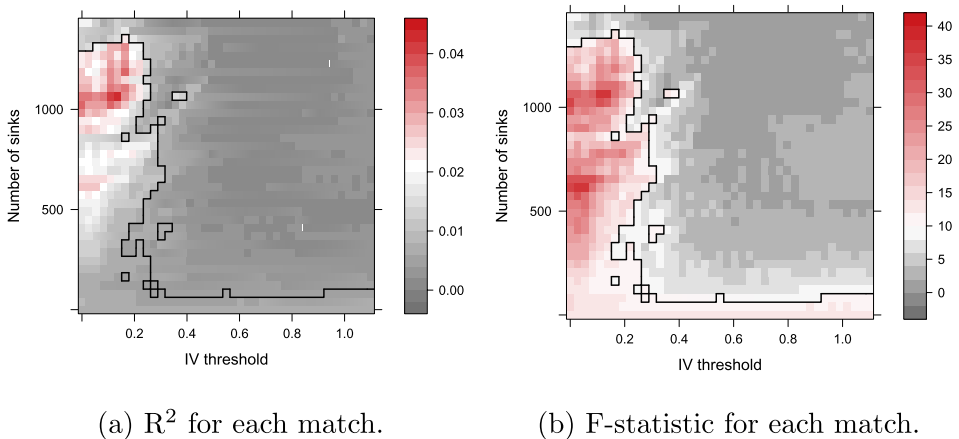 Number of sinks
1000
500
0.2 0.4 0.6 0.8 1.0
IV threshold
0.04
0.03
0.02
0.01
0.00
(a) R² for each match.
Number of sinks
1000
500
0.2 0.4 0.6 0.8 1.0
IV threshold
40
35
30
25
20
15
10
5
0
(b) F-statistic for each match.